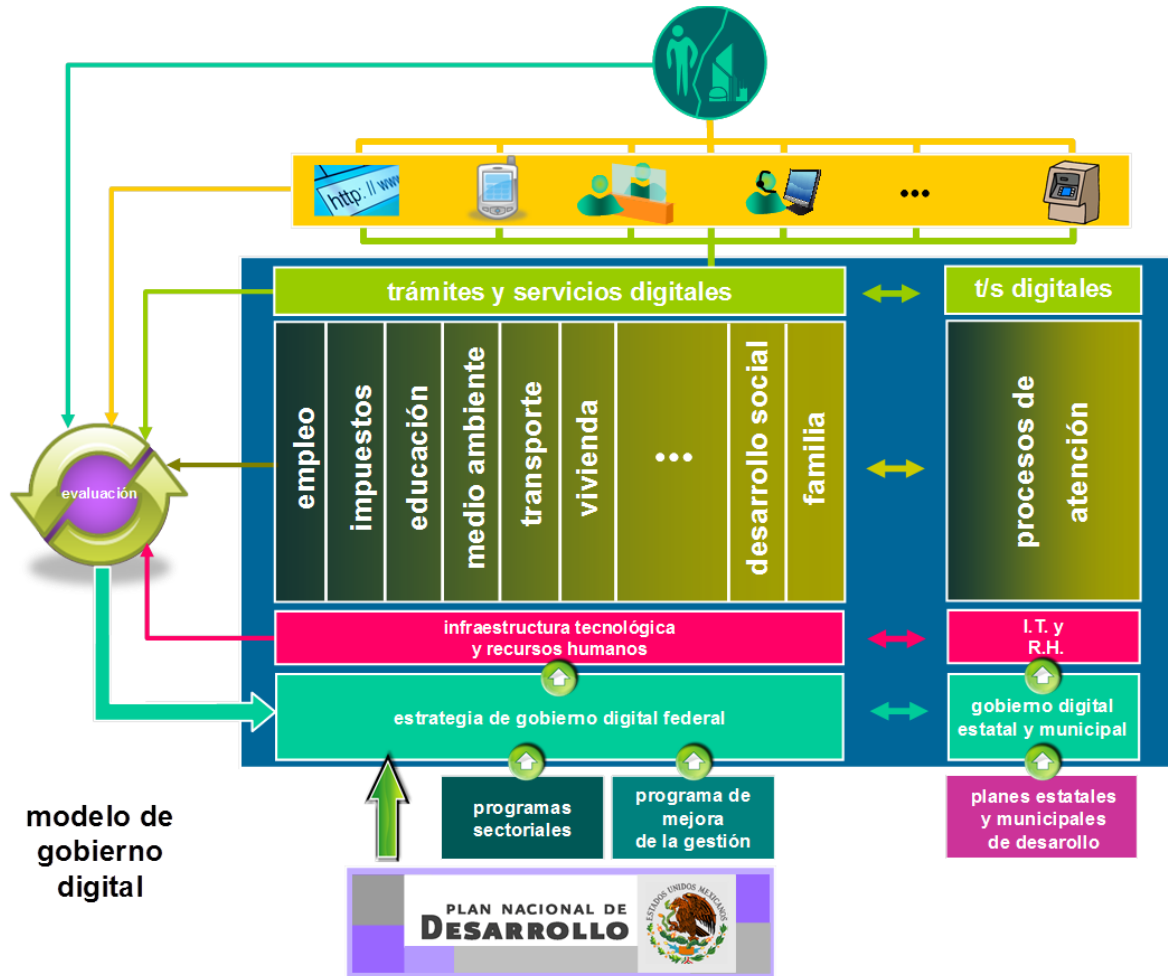 http: // www
trámites y servicios digitales
t/s digitales
empleo
impuestos
educación
medio ambiente
transporte
vivienda
...
desarrollo social
familia
procesos de
atención
evaluación
infraestructura tecnológica
y recursos humanos
I.T. y
R.H.
estrategia de gobierno digital federal
gobierno digital
estatal y municipal
programas
sectoriales
programa de
mejora
de la gestión
planes estatales
y municipales
de desarollo
modelo de
gobierno
digital
PLAN NACIONAL DE
DESARROLLO
ESTADOS UNIDOS MEXICANOS